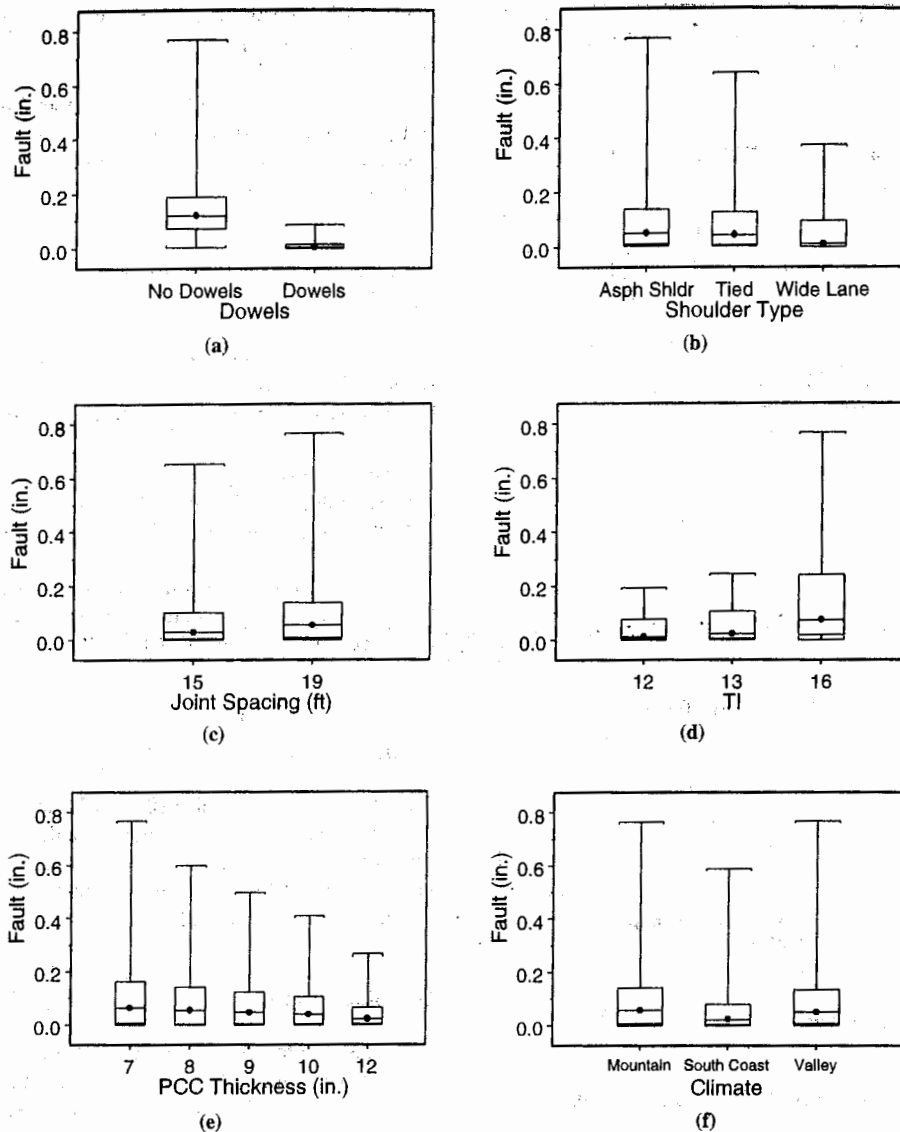 0.8
0.6
0.4
0.2
0.0
Fault (in.)
No Dowels Dowels
Dowels
(a)
0.8
0.6
0.4
0.2
0.0
Fault (in.)
Asph Shldr Tied Wide Lane
Shoulder Type
(b)
0.8
0.6
0.4
0.2
0.0
Fault (in.)
15 19
Joint Spacing (ft)
(c)
0.8
0.6
0.4
0.2
0.0
Fault (in.)
12 13 16
TI
(d)
0.8
0.6
0.4
0.2
0.0
Fault (in.)
7 8 9 10 12
PCC Thickness (in.)
(e)
0.8
0.6
0.4
0.2
0.0
Fault (in.)
Mountain South Coast Valley
Climate
(f)